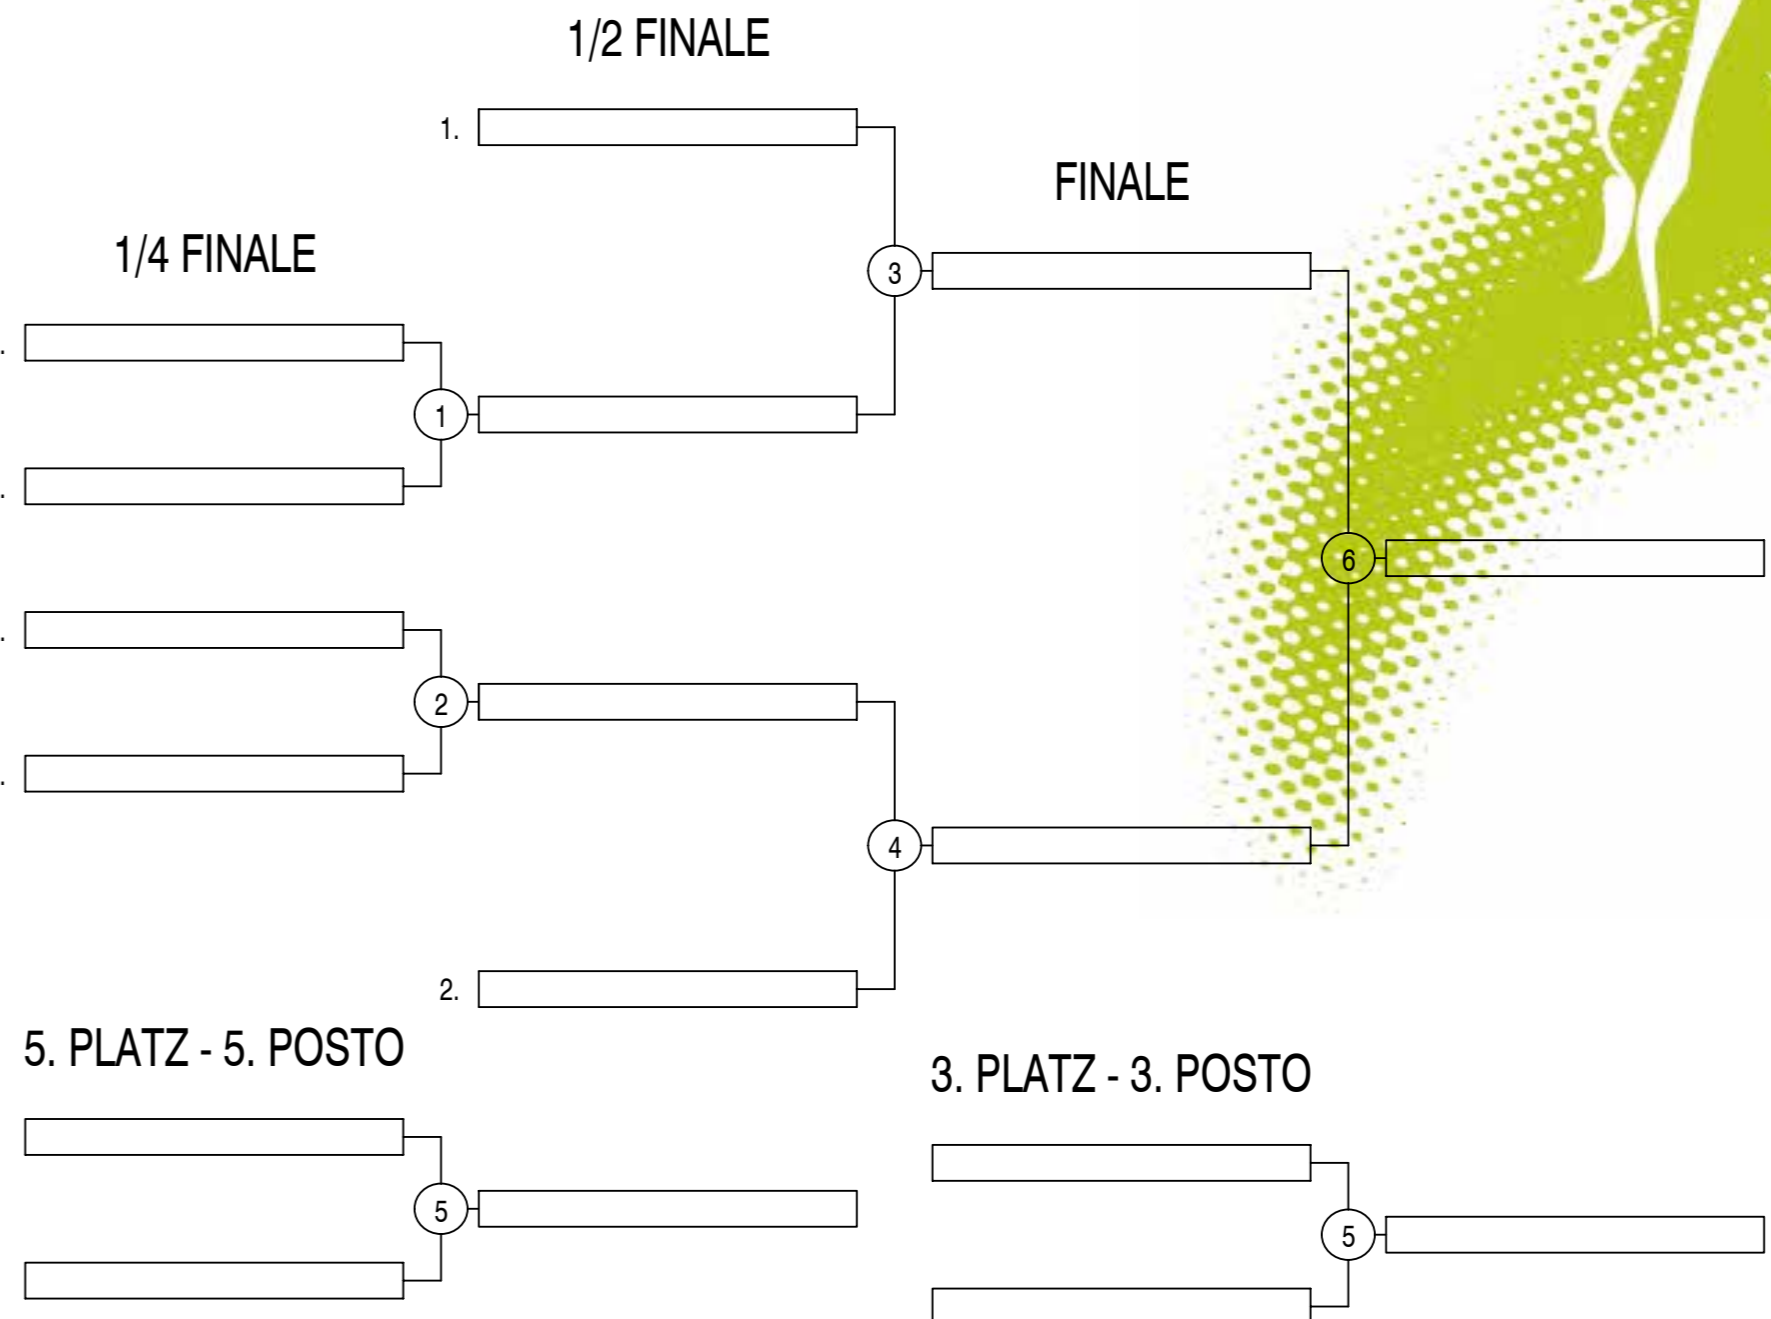 1/2 FINALE
1.
FINALE
1/4 FINALE
3
.
1
.
6
.
2
.
4
2.
5. PLATZ - 5. POSTO
3. PLATZ - 3. POSTO
5
5